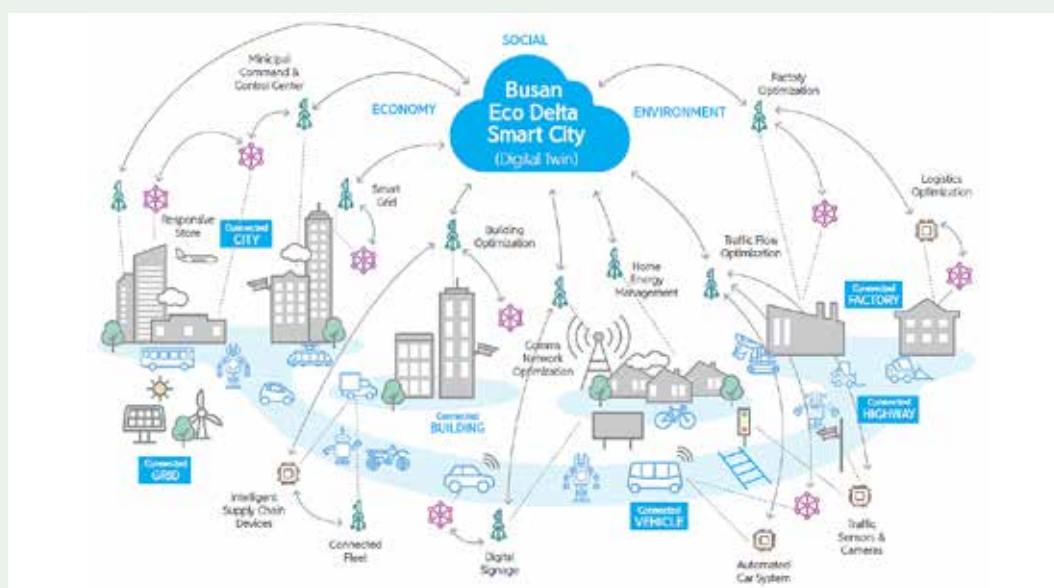 SOCIAL
Minicipal
Command &
Control Center
Factory
Optimization
Busan
Eco Delta
Smart City
(Digital Twin)
ECONOMY
ENVIRONMENT
Smart
Grid
Logistics
Optimization
Responsive
Store
Connected
CITY
Building
Optimization
Traffic Flow
Optimization
Home
Energy
Management
Connected
FACTORY
Comms
Network
Optimization
Connected
HIGHWAY
Connected
BUILDING
Connected
GRID
Intelligent
Supply Chain
Devices
Connected
Fleet
Digital
Signage
Connected
VEHICLE
Automated
Car System
Traffic
Sensors &
Cameras